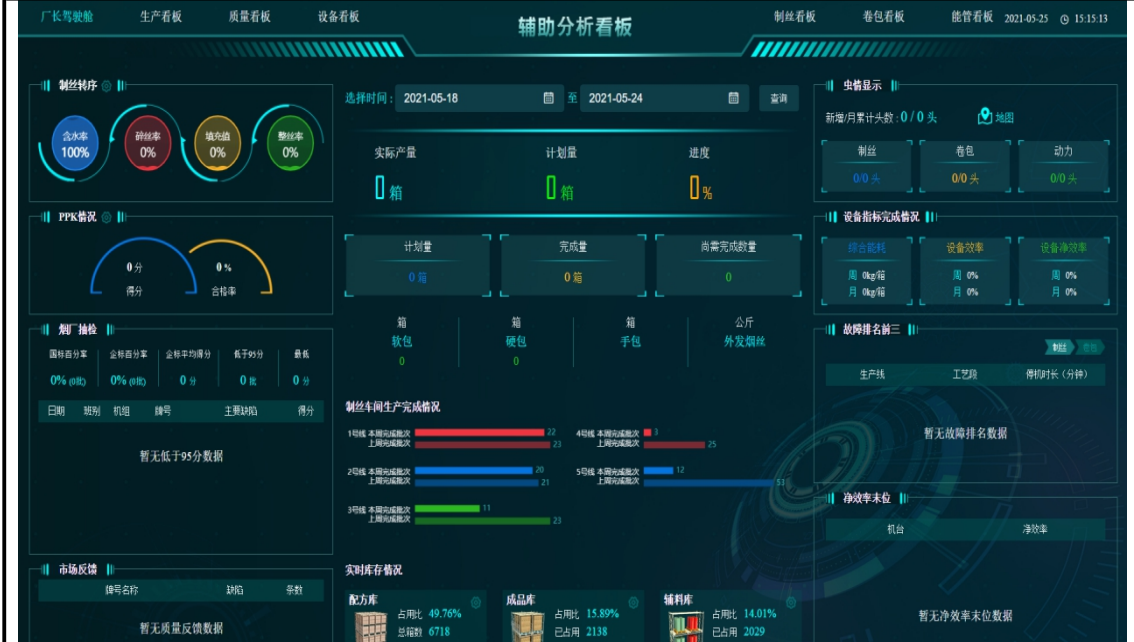 厂长驾驶舱 生产看板 质量看板 设备看板 辅助分析看板 制丝看板 卷包看板 能管看板 2021-05-25 15:15:13
制丝转序
含水率 碎丝率 填充值 整丝率
100% 0% 0% 0%
PPK情况
0分 0%
得分 合格率
烟厂抽检
国标百分率 企标百分率 企标平均得分 低于95分 最低
0% (0批) 0% (0批) 0 分 0 批 0 分
日期 班别 机组 牌号 主要缺陷 得分
暂无低于95分数据
市场反馈
牌号名称 缺陷 条数
暂无质量反馈数据
选择时间: 2021-05-18 至 2021-05-24 查询
实际产量 计划量 进度
0箱 0箱 0%
计划量 完成量 尚需完成数量
0 箱 0 箱 0
箱 箱 箱 公斤
软包 硬包 手包 外发烟丝
0 0
制丝车间生产完成情况
1号线 本周完成批次 22 4号线 本周完成批次 3
上周完成批次 23 上周完成批次 25
2号线 本周完成批次 20 5号线 本周完成批次 12
上周完成批次 21 上周完成批次 53
3号线 本周完成批次 11
上周完成批次 23
实时库存情况
配方库 成品库 辅料库
占用比 49.76% 占用比 15.89% 占用比 14.01%
总箱数 6718 已占用 2138 已占用 2029
虫情显示
新增/月累计头数: 0 / 0 头 地图
制丝 卷包 动力
0/0 头 0/0 头 0/0 头
设备指标完成情况
综合能耗 设备效率 设备净效率
周 0kg/箱 周 0% 周 0%
月 0kg/箱 月 0% 月 0%
故障排名前三
制丝 卷包
生产线 工艺段 停机时长（分钟）
暂无故障排名数据
净效率末位
机台 净效率
暂无净效率末位数据